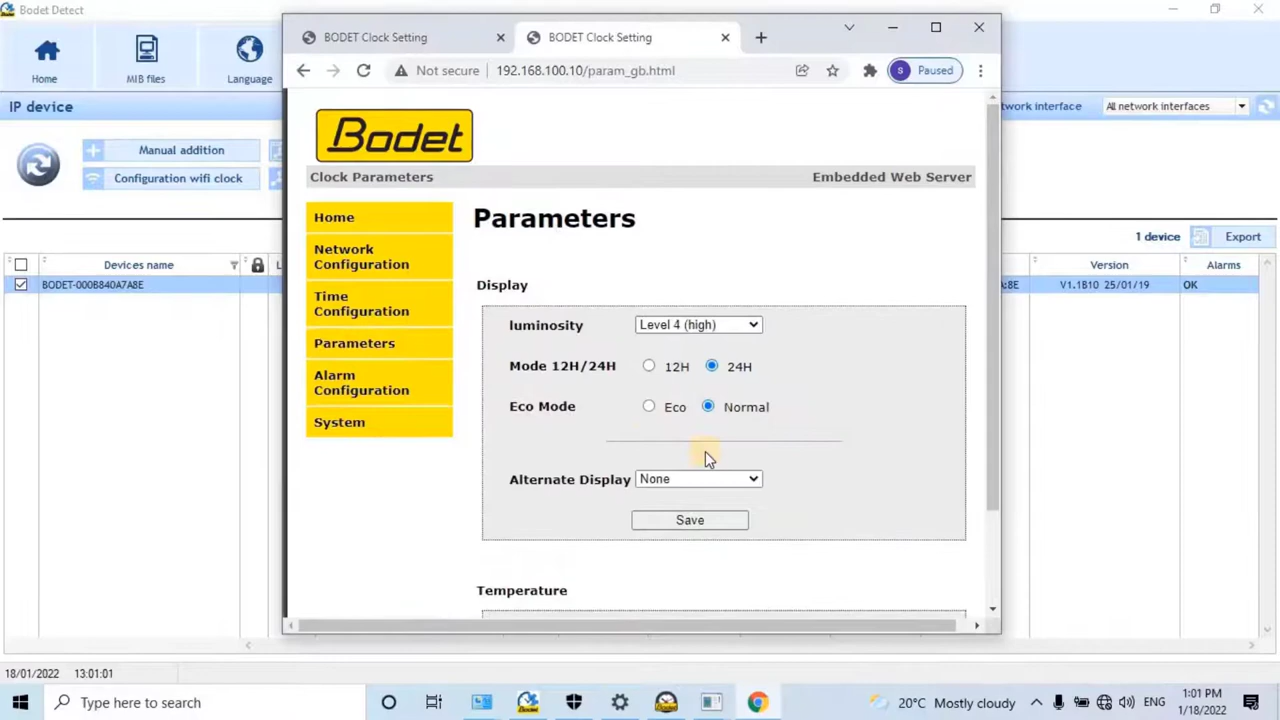 Bodet Detect
Home
MIB files
Language
IP device
Manual addition
Configuration wifi clock
Devices name
BODET-000B840A7A8E
BODET Clock Setting
BODET Clock Setting
Not secure
192.168.100.10/param_gb.html
S
Paused
Bodet
Clock Parameters
Embedded Web Server
Home
Network
Configuration
Time
Configuration
Parameters
Alarm
Configuration
System
Parameters
Display
luminosity
Level 4 (high)
Mode 12H/24H
12H
24H
Eco Mode
Eco
Normal
Alternate Display
None
Save
Temperature
work interface
All network interfaces
1 device
Export
Version
Alarms
A:8E
V1.1B10 25/01/19
OK
18/01/2022
13:01:01
Type here to search
20°C
Mostly cloudy
ENG
1:01 PM
1/18/2022